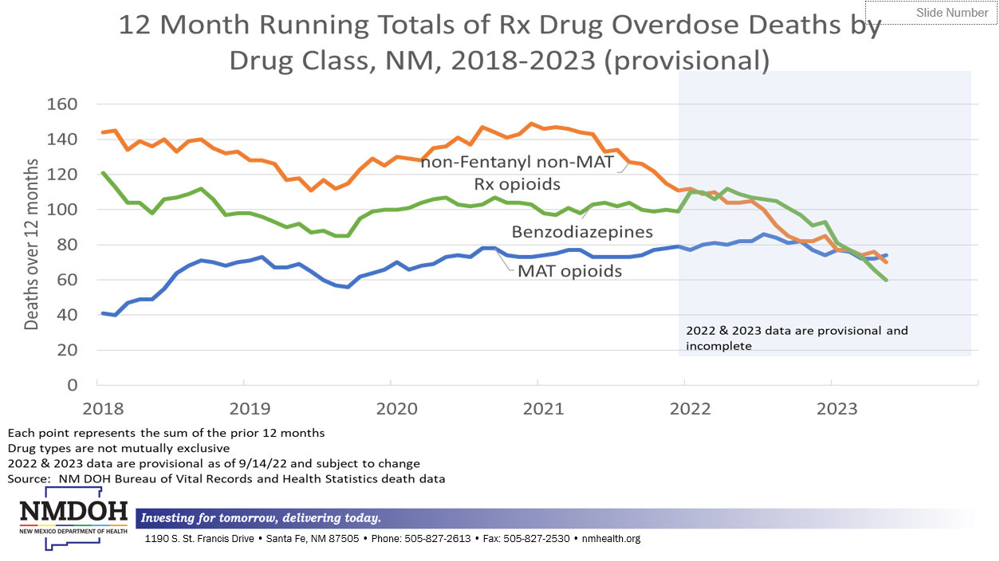 Slide Number
12 Month Running Totals of Rx Drug Overdose Deaths by
Drug Class, NM, 2018-2023 (provisional)
Deaths over 12 months
160
140
120
100
80
60
40
20
0
non-Fentanyl non-MAT
Rx opioids
Benzodiazepines
MAT opioids
2022 & 2023 data are provisional and
incomplete
2018 2019 2020 2021 2022 2023
Each point represents the sum of the prior 12 months
Drug types are not mutually exclusive
2022 & 2023 data are provisional as of 9/14/22 and subject to change
Source: NM DOH Bureau of Vital Records and Health Statistics death data
NMDOH
NEW MEXICO DEPARTMENT OF HEALTH
Investing for tomorrow, delivering today.
1190 S. St. Francis Drive • Santa Fe, NM 87505 • Phone: 505-827-2613 • Fax: 505-827-2530 • nmhealth.org